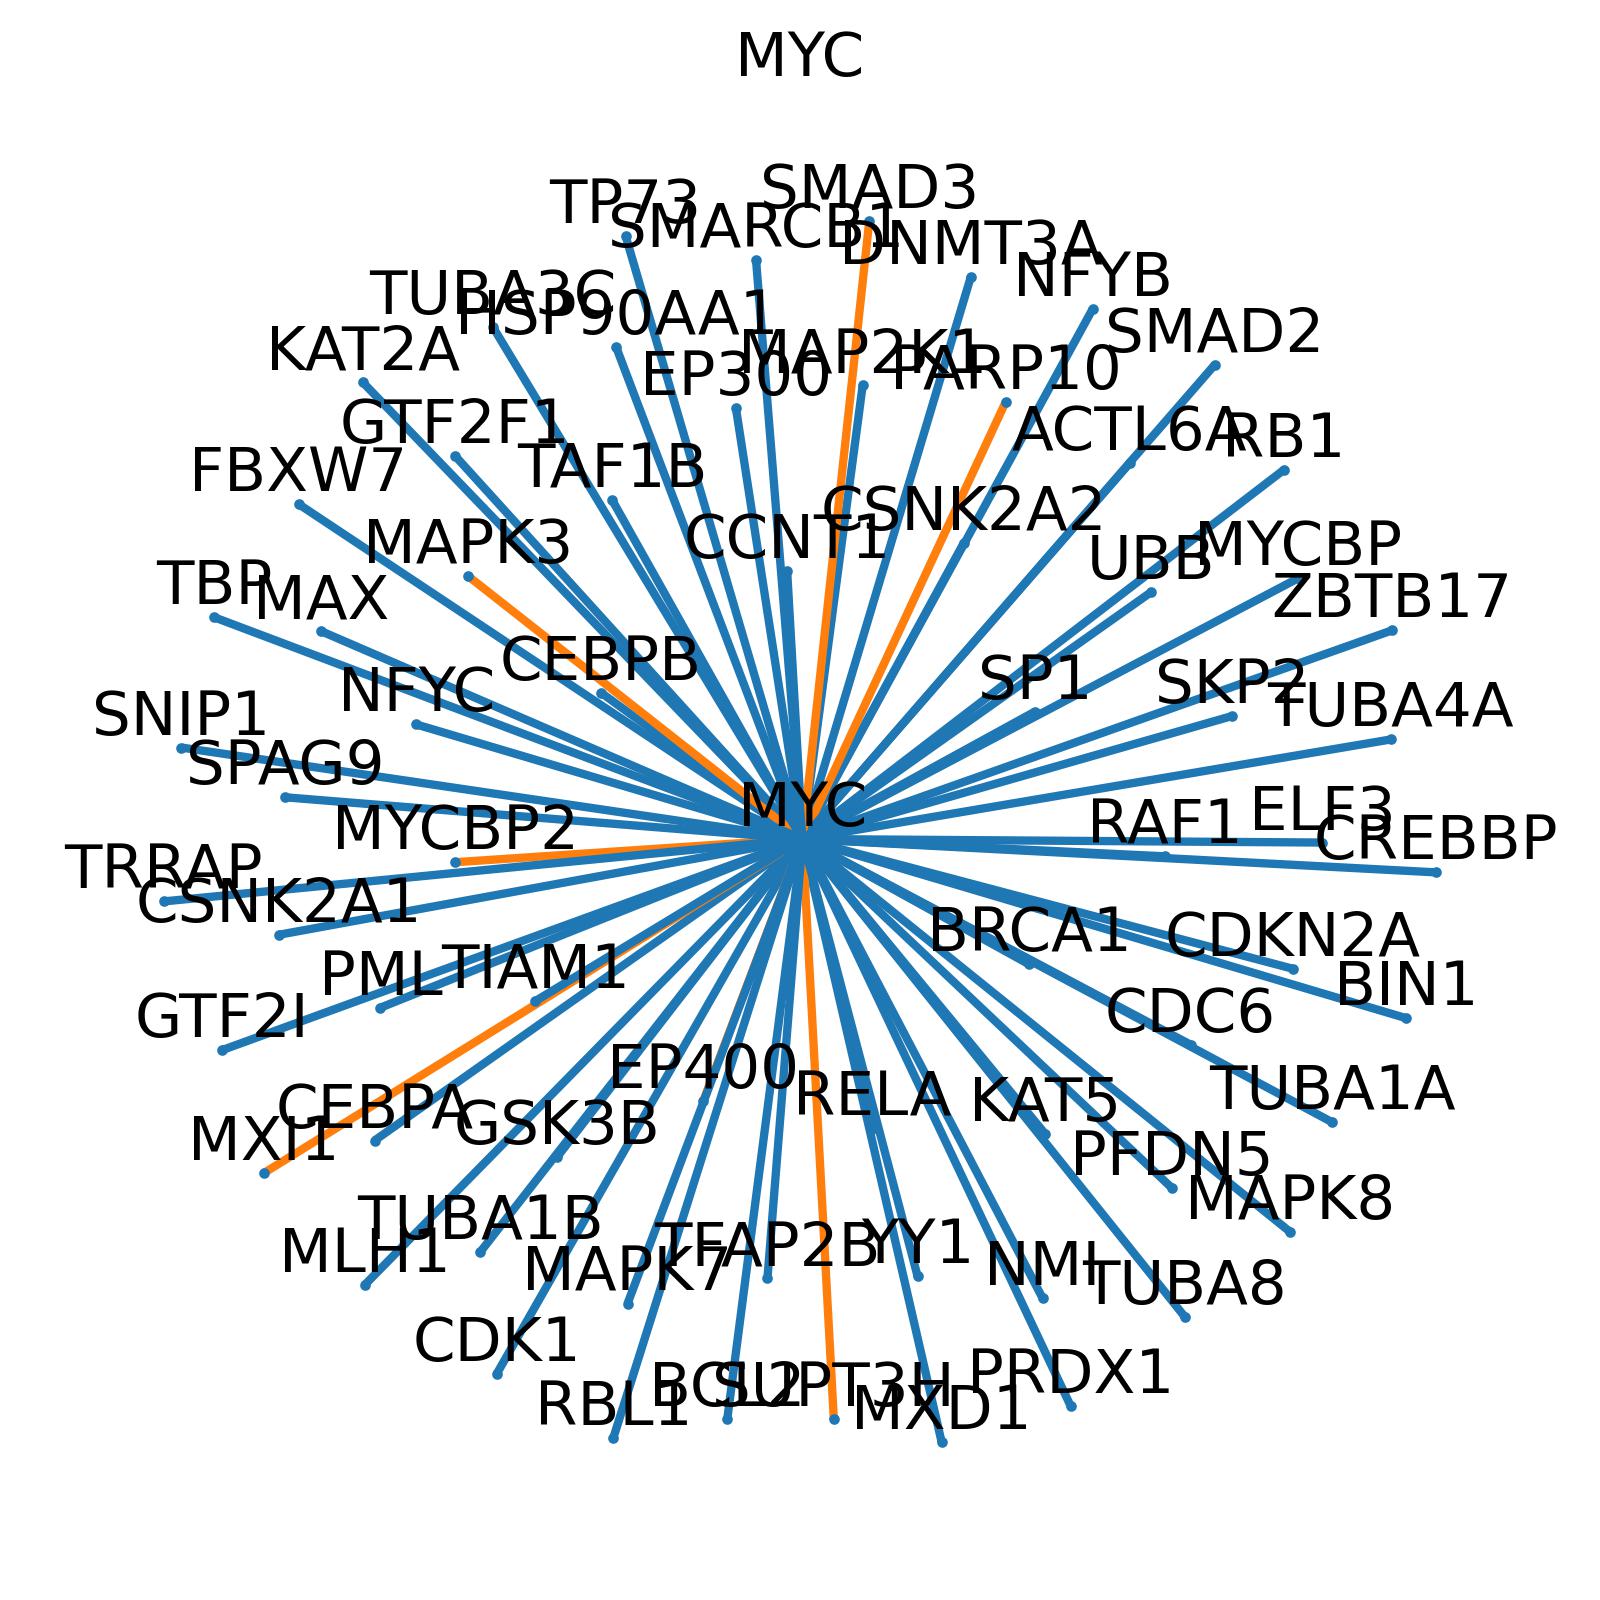 MYC
SMAD3
TP73
SMARCB1
DNMT3A
NFYB
TUBA3C
HSP90AA1
SMAD2
KAT2A
MAP2K1
EP300
PARP10
GTF2F1
ACTL6A
RB1
FBXW7
TAF1B
CSNK2A2
MAPK3
CCNT1
MYCBP
UBB
TBP
MAX
ZBTB17
CEBPB
SP1
SKP2
NFYC
TUBA4A
SNIP1
SPAG9
MYC
ELF3
RAF1
MYCBP2
CREBBP
TRRAP
CSNK2A1
BRCA1
CDKN2A
TIAM1
PML
BIN1
GTF2I
CDC6
EP400
TUBA1A
RELA
KAT5
CEBPA
GSK3B
MXI1
PFDN5
MAPK8
TUBA1B
TFAP2B
YY1
MLH1
MAPK7
NMI
TUBA8
CDK1
PRDX1
BCL2
SUPT3H
RBL1
MXD1